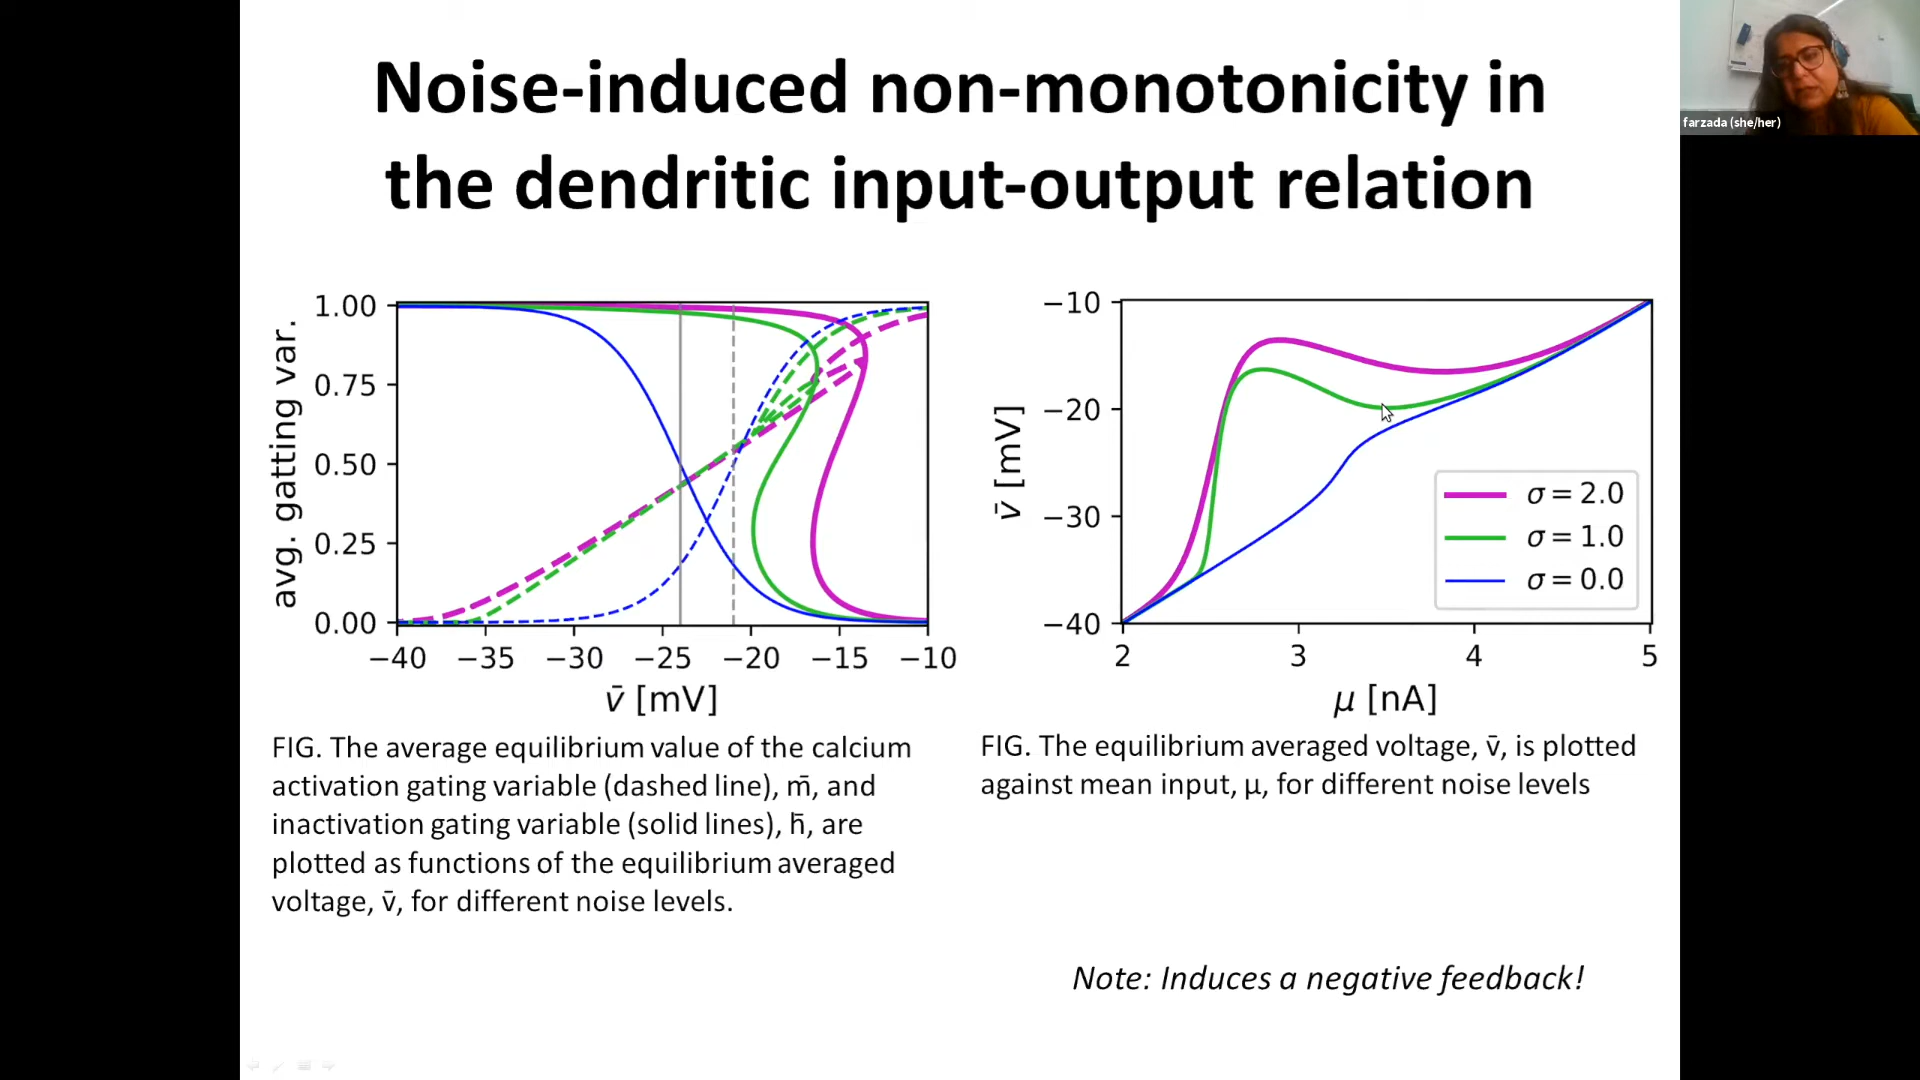 Noise-induced non-monotonicity in
the dendritic input-output relation
farzada (she/her)
avg. gatting var.
1.00
0.75
0.50
0.25
0.00
−40 −35 −30 −25 −20 −15 −10
v̄ [mV]
FIG. The average equilibrium value of the calcium
activation gating variable (dashed line), m̄, and
inactivation gating variable (solid lines), h̄, are
plotted as functions of the equilibrium averaged
voltage, v̄, for different noise levels.
v̄ [mV]
−10
−20
−30
−40
σ = 2.0
σ = 1.0
σ = 0.0
2 3 4 5
μ [nA]
FIG. The equilibrium averaged voltage, v̄, is plotted
against mean input, μ, for different noise levels
Note: Induces a negative feedback!